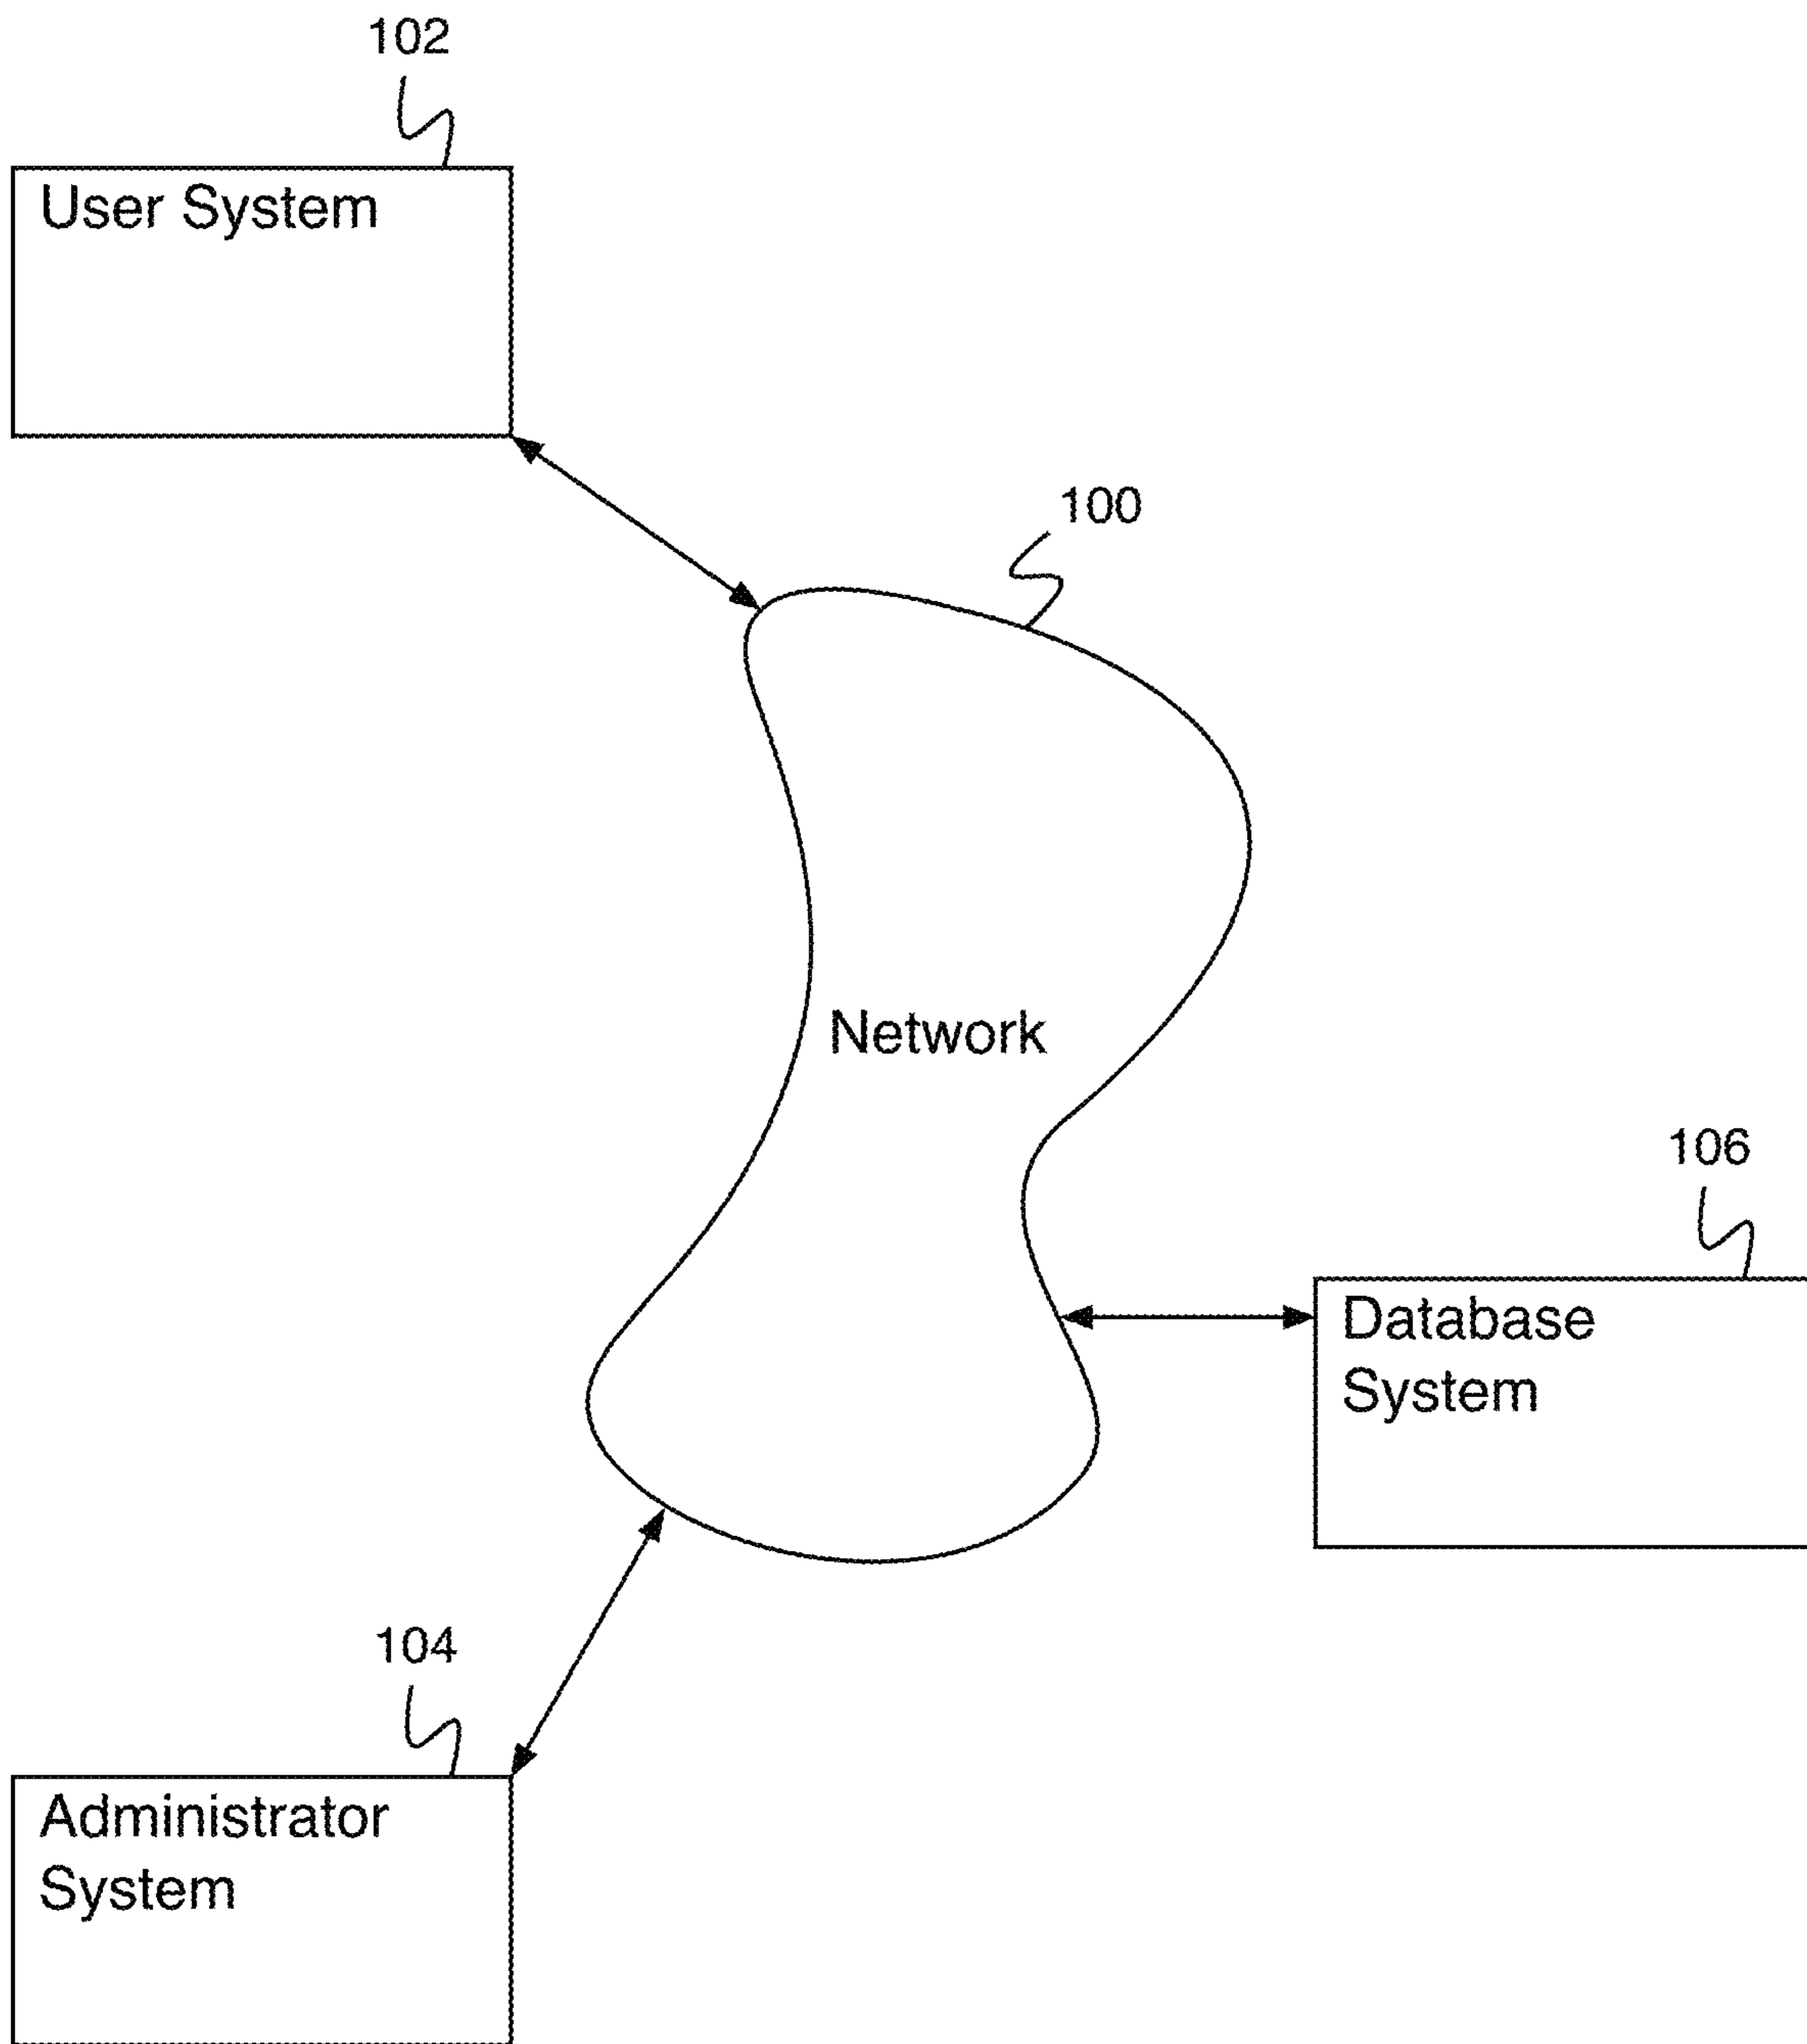 102
User System
100
Network
106
Database
System
104
Administrator
System